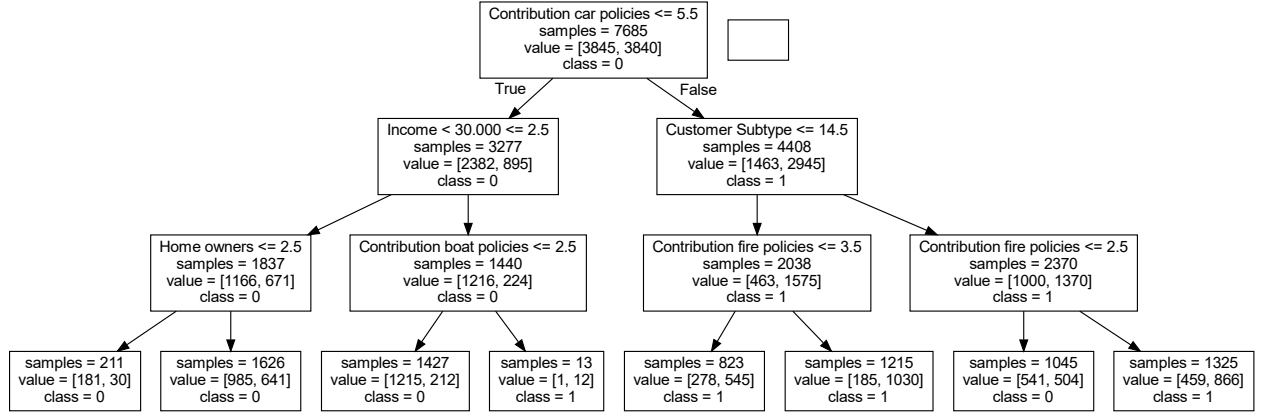 Contribution car policies <= 5.5
samples = 7685
value = [3845, 3840]
class = 0
True
False
Income < 30.000 <= 2.5
samples = 3277
value = [2382, 895]
class = 0
Customer Subtype <= 14.5
samples = 4408
value = [1463, 2945]
class = 1
Home owners <= 2.5
samples = 1837
value = [1166, 671]
class = 0
Contribution boat policies <= 2.5
samples = 1440
value = [1216, 224]
class = 0
Contribution fire policies <= 3.5
samples = 2038
value = [463, 1575]
class = 1
Contribution fire policies <= 2.5
samples = 2370
value = [1000, 1370]
class = 1
samples = 211
value = [181, 30]
class = 0
samples = 1626
value = [985, 641]
class = 0
samples = 1427
value = [1215, 212]
class = 0
samples = 13
value = [1, 12]
class = 1
samples = 823
value = [278, 545]
class = 1
samples = 1215
value = [185, 1030]
class = 1
samples = 1045
value = [541, 504]
class = 0
samples = 1325
value = [459, 866]
class = 1